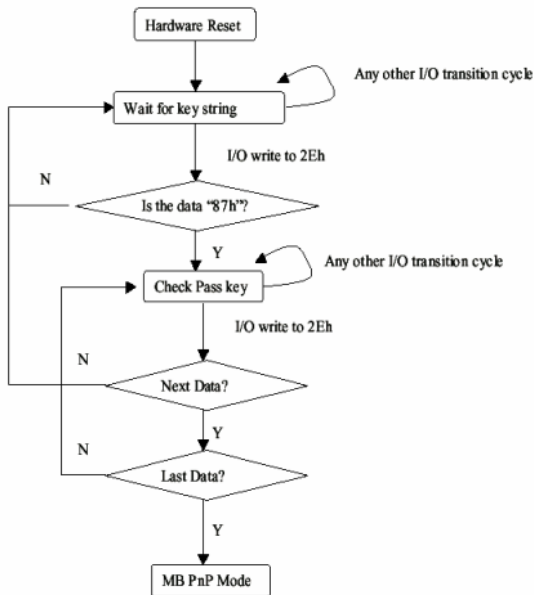 Hardware Reset
Any other I/O transition cycle
Wait for key string
I/O write to 2Eh
N
Is the data “87h”?
Y
Any other I/O transition cycle
Check Pass key
I/O write to 2Eh
N
Next Data?
Y
N
Last Data?
Y
MB PnP Mode